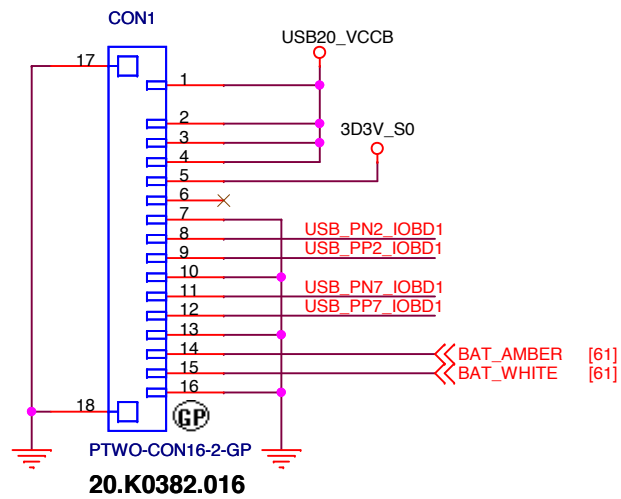 CON1
USB20_VCCB
17
1
3D3V_S0
2
3
4
5
6
7
8 USB_PN2_IOBD1
9 USB_PP2_IOBD1
10
11 USB_PN7_IOBD1
12 USB_PP7_IOBD1
13
14 BAT_AMBER [61]
15 BAT_WHITE [61]
16
18
GP
PTWO-CON16-2-GP
20.K0382.016